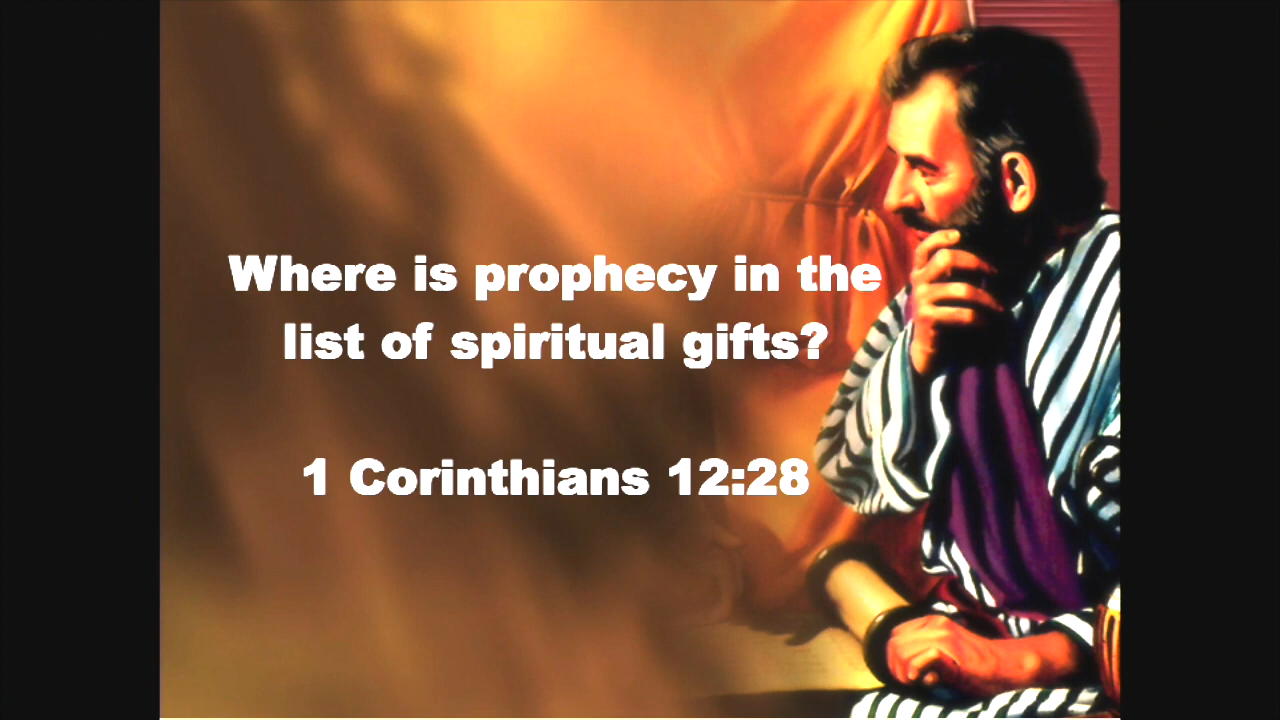 Where is prophecy in the
list of spiritual gifts?
1 Corinthians 12:28